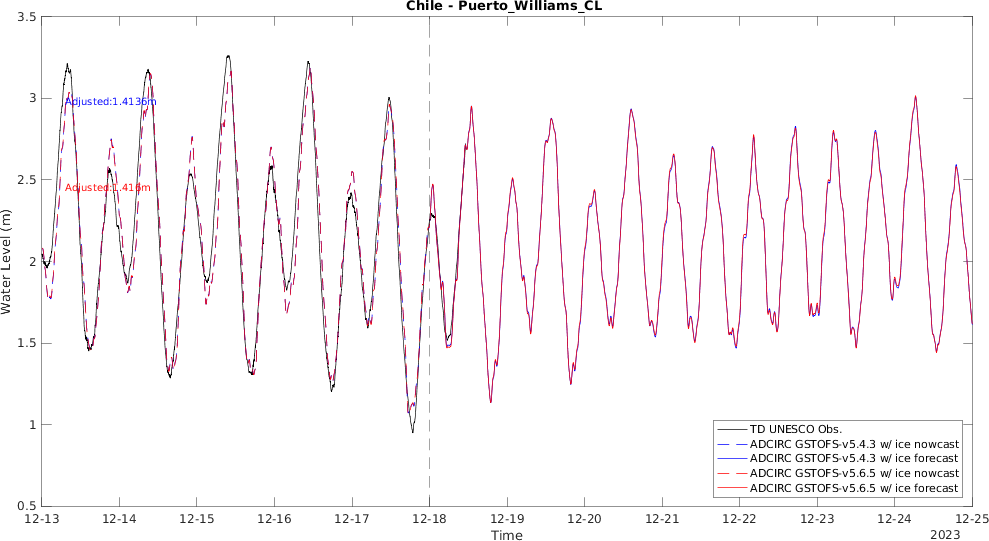 Chile - Puerto_Williams_CL
3.5
3
2.5
2
1.5
1
0.5
Water Level (m)
Adjusted:1.4136m
Adjusted:1.416m
TD UNESCO Obs.
ADCIRC GSTOFS-v5.4.3 w/ ice nowcast
ADCIRC GSTOFS-v5.4.3 w/ ice forecast
ADCIRC GSTOFS-v5.6.5 w/ ice nowcast
ADCIRC GSTOFS-v5.6.5 w/ ice forecast
12-13 12-14 12-15 12-16 12-17 12-18 12-19 12-20 12-21 12-22 12-23 12-24 12-25
Time 2023